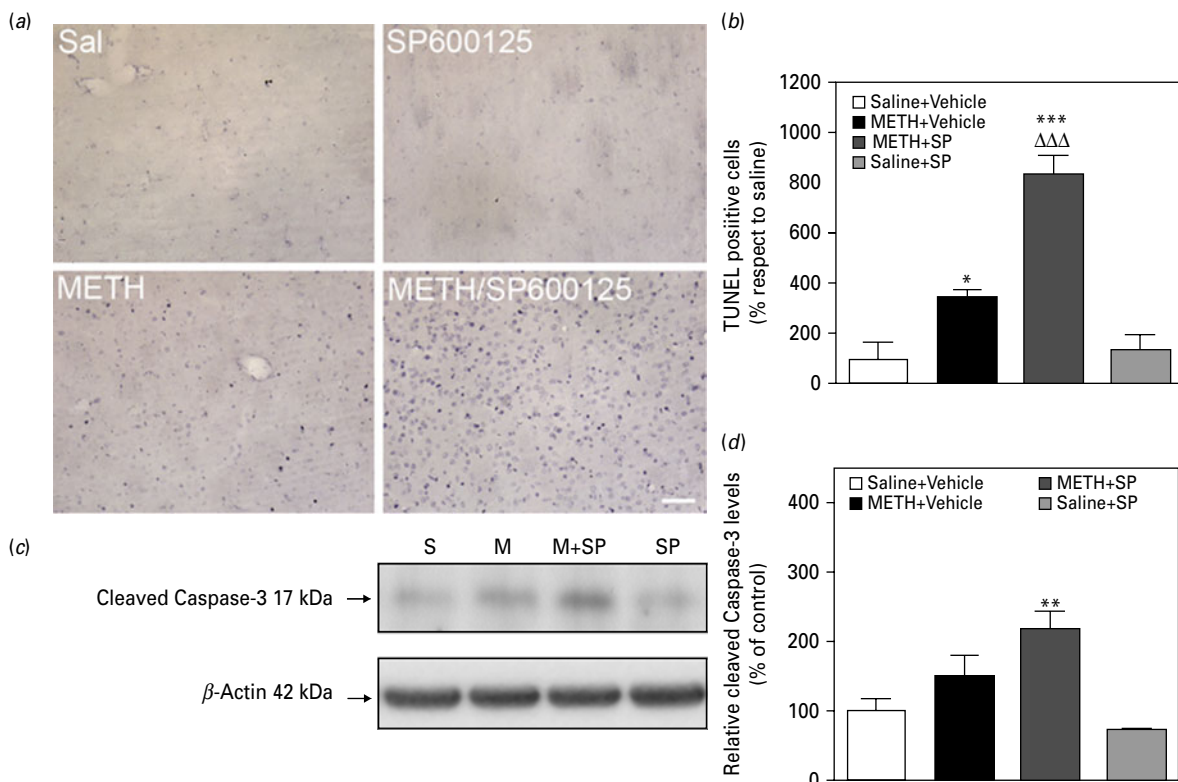 (a)
Sal
SP600125
METH
METH/SP600125
(b)
TUNEL posiitive cells
(% respect to saline)
1200
1000
800
600
400
200
0
Saline+Vehicle
METH+Vehicle
METH+SP
Saline+SP
*
***
ΔΔΔ
(c)
S M M+SP SP
Cleaved Caspase-3 17 kDa
β-Actin 42 kDa
(d)
Relative cleaved Caspase-3 levels
(% of control)
400
300
200
100
0
Saline+Vehicle METH+SP
METH+Vehicle Saline+SP
**